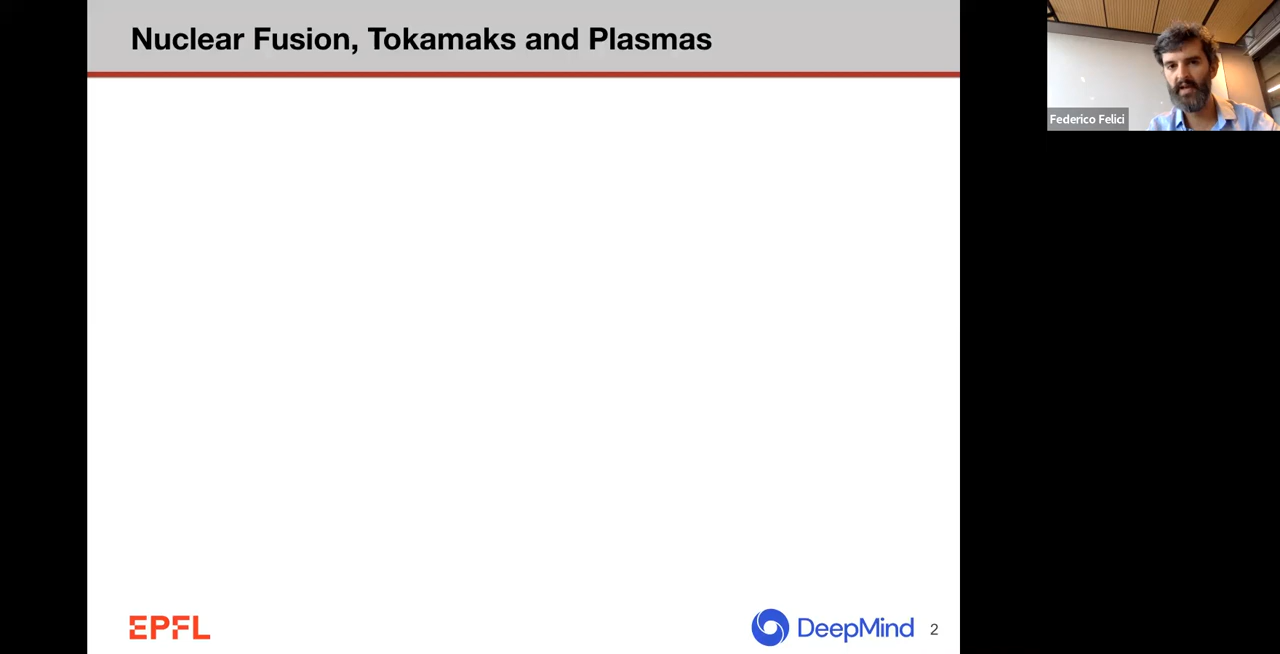 Nuclear Fusion, Tokamaks and Plasmas
Federico Felici
EPFL
DeepMind
2